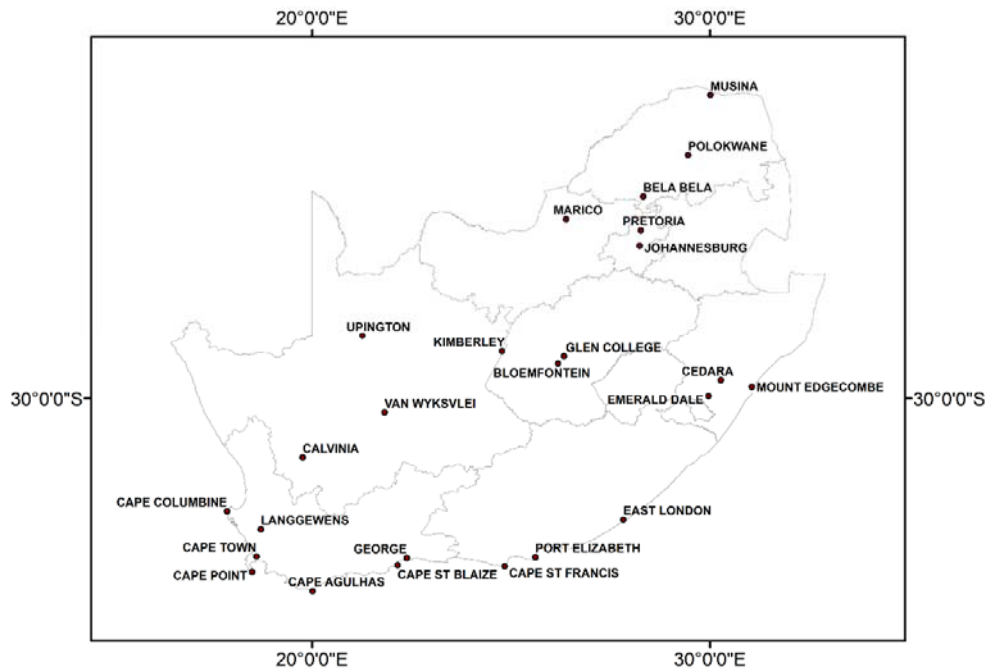 20°0'0"E
30°0'0"E
MUSINA
POLOKWANE
BELA BELA
MARICO
PRETORIA
JOHANNESBURG
UPINGTON
KIMBERLEY
GLEN COLLEGE
BLOEMFONTEIN
CEDARA
MOUNT EDGECOMBE
30°0'0"S
30°0'0"S
EMERALD DALE
VAN WYKSVLEI
CALVINIA
CAPE COLUMBINE
LANGGEWENS
EAST LONDON
CAPE TOWN
GEORGE
PORT ELIZABETH
CAPE POINT
CAPE AGULHAS
CAPE ST BLAIZE
CAPE ST FRANCIS
20°0'0"E
30°0'0"E